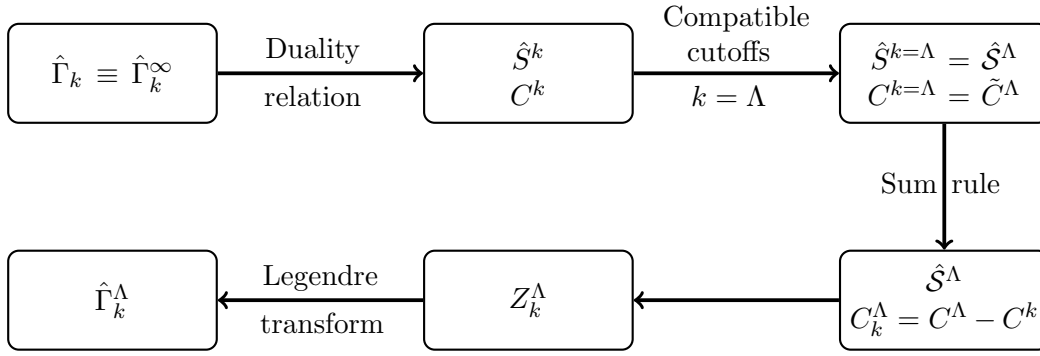 Γ̂_k ≡ Γ̂_k^∞
Duality
relation
Ŝ^k
C^k
Compatible
cutoffs
k = Λ
Ŝ^{k=Λ} = 𝒮̂^Λ
C^{k=Λ} = C̃^Λ
Sum rule
𝒮̂^Λ
C_k^Λ = C^Λ − C^k
Z_k^Λ
Legendre
transform
Γ̂_k^Λ